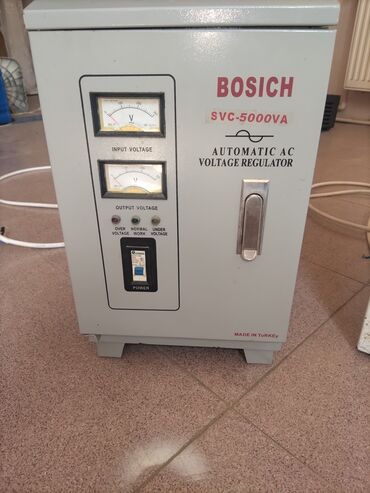 BOSICH
SVC-5000VA
AUTOMATIC AC
VOLTAGE REGULATOR
V
INPUT VOLTAGE
OUTPUT VOLTAGE
OVER VOLTAGE
NORMAL WORK
UNDER VOLTAGE
POWER
MADE IN TURKEY